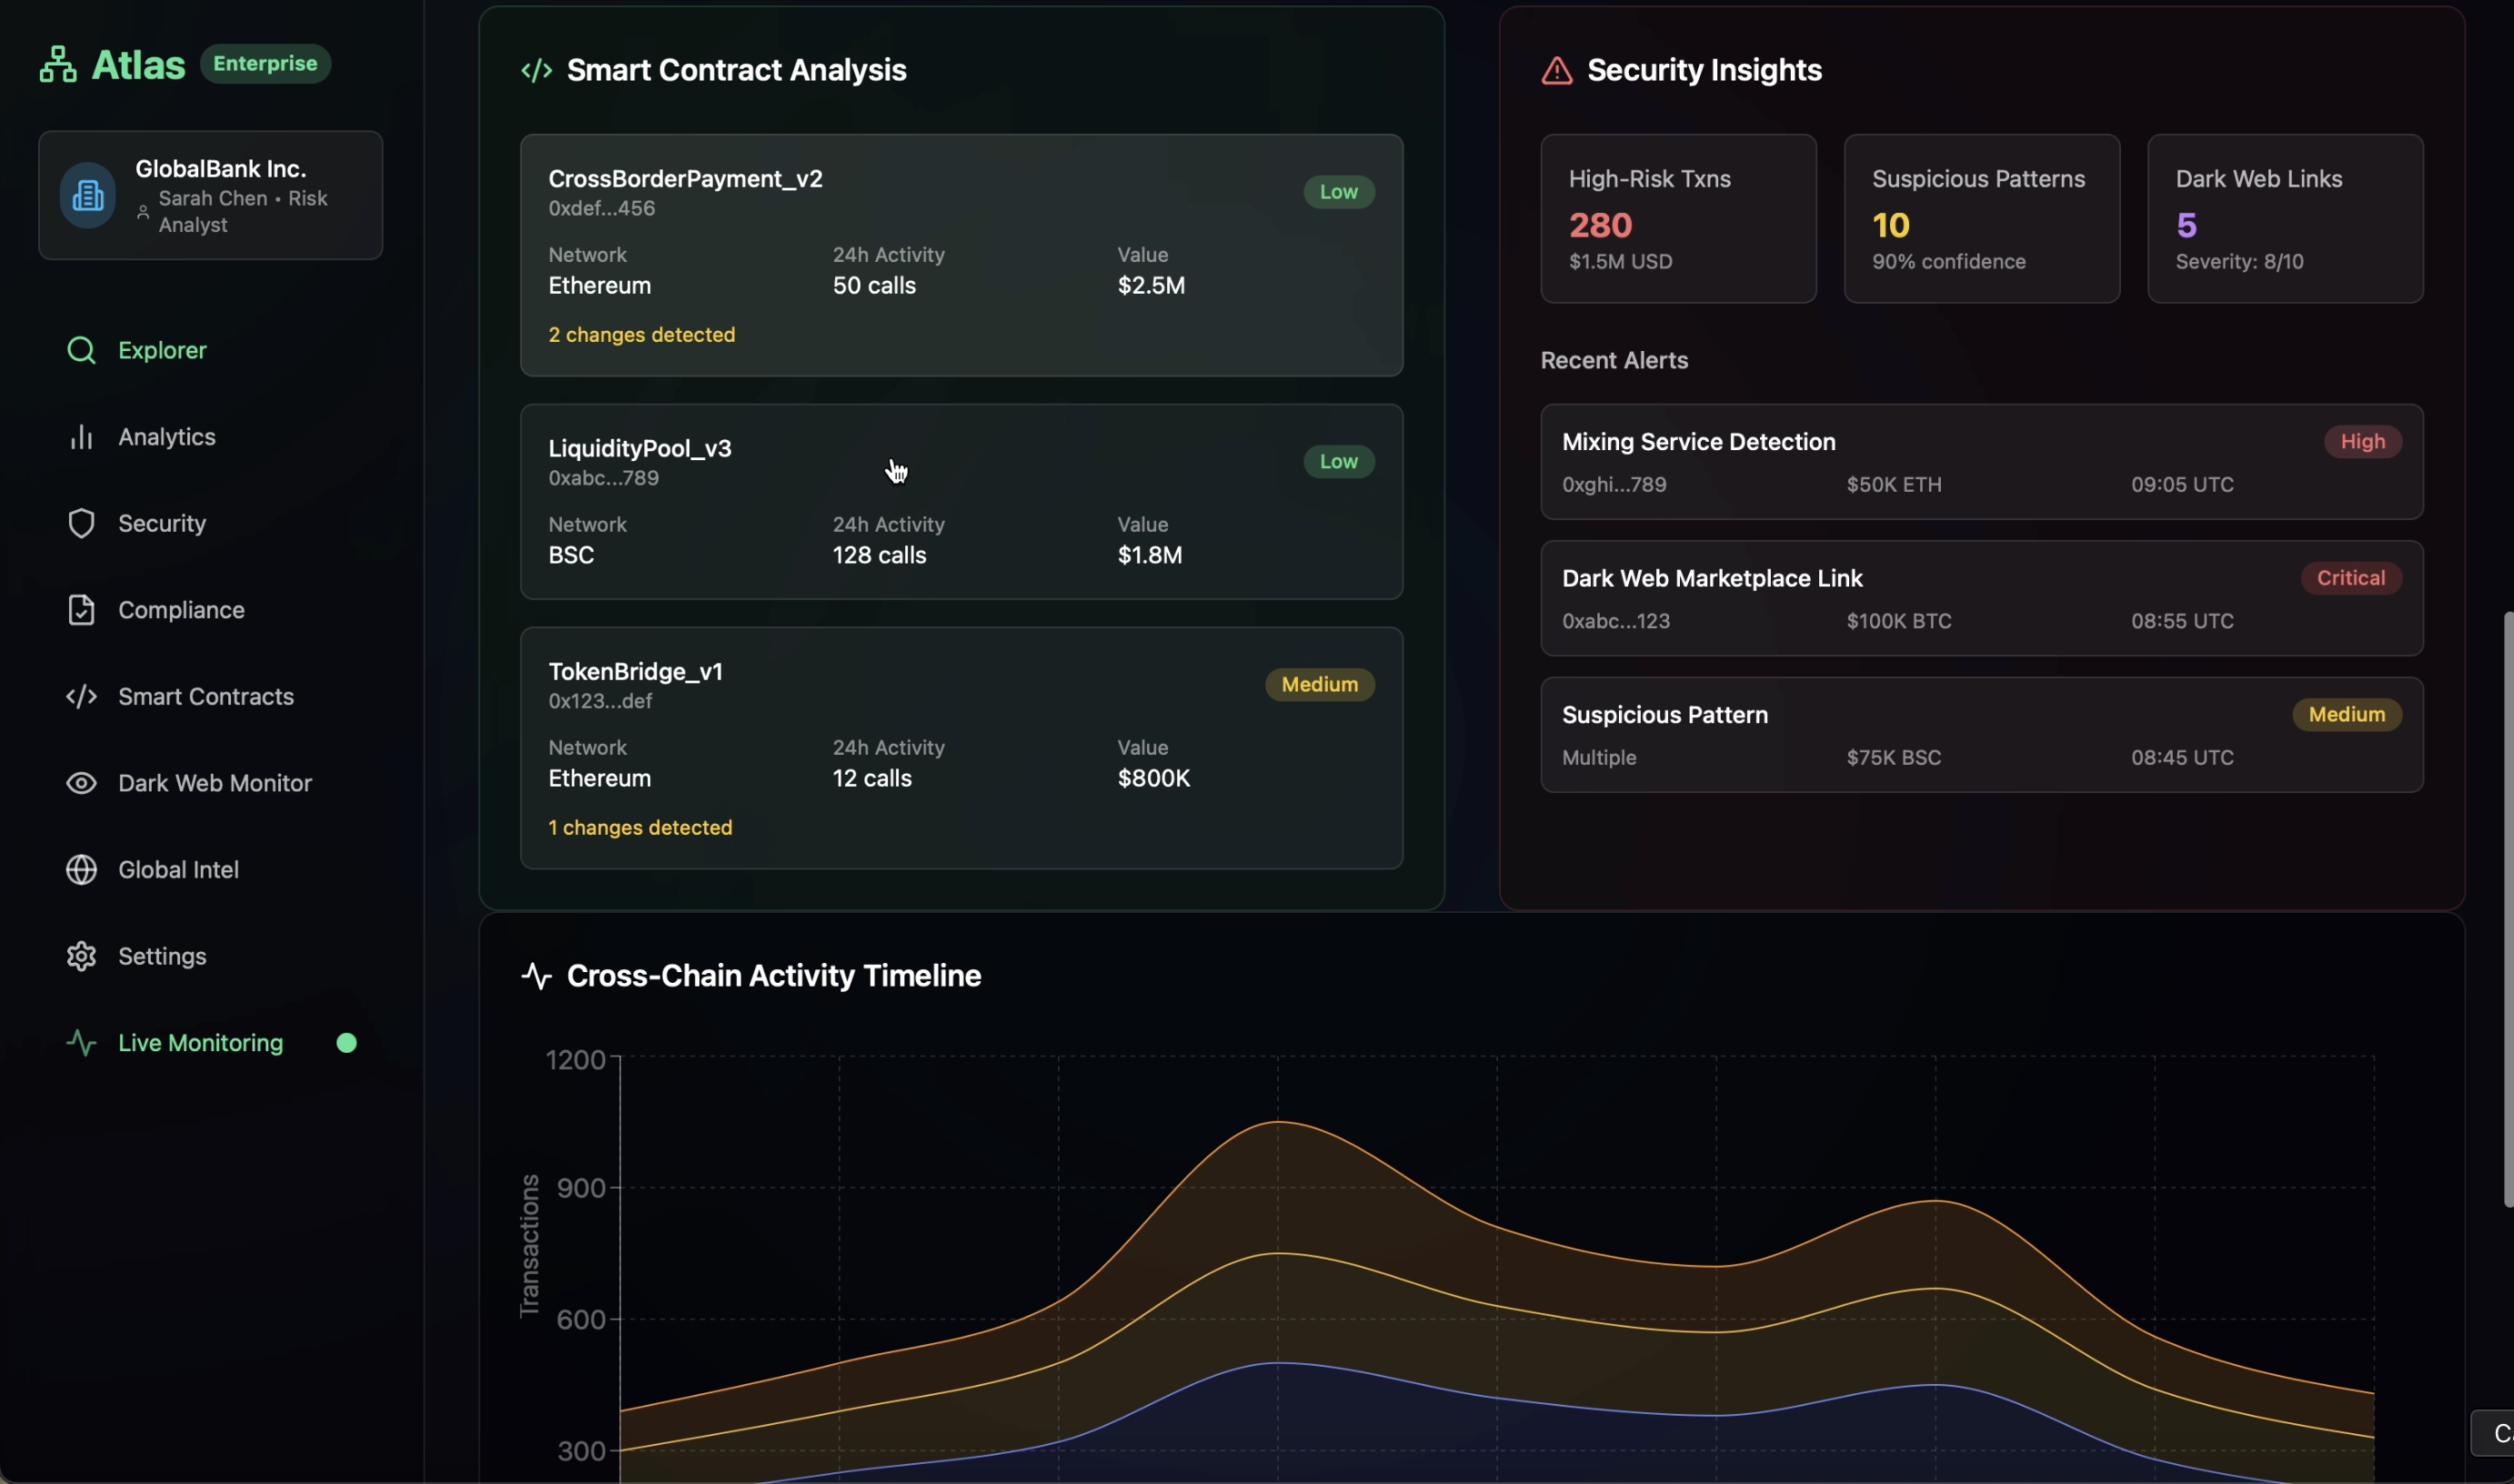 Atlas Enterprise
GlobalBank Inc.
Sarah Chen • Risk
Analyst
Explorer
Analytics
Security
Compliance
Smart Contracts
Dark Web Monitor
Global Intel
Settings
Live Monitoring
</> Smart Contract Analysis
CrossBorderPayment_v2
Low
0xdef...456
Network 24h Activity Value
Ethereum 50 calls $2.5M
2 changes detected
LiquidityPool_v3
Low
0xabc...789
Network 24h Activity Value
BSC 128 calls $1.8M
TokenBridge_v1
Medium
0x123...def
Network 24h Activity Value
Ethereum 12 calls $800K
1 changes detected
Security Insights
High-Risk Txns
280
$1.5M USD
Suspicious Patterns
10
90% confidence
Dark Web Links
5
Severity: 8/10
Recent Alerts
Mixing Service Detection High
0xghi...789 $50K ETH 09:05 UTC
Dark Web Marketplace Link Critical
0xabc...123 $100K BTC 08:55 UTC
Suspicious Pattern Medium
Multiple $75K BSC 08:45 UTC
Cross-Chain Activity Timeline
Transactions
1200
900
600
300